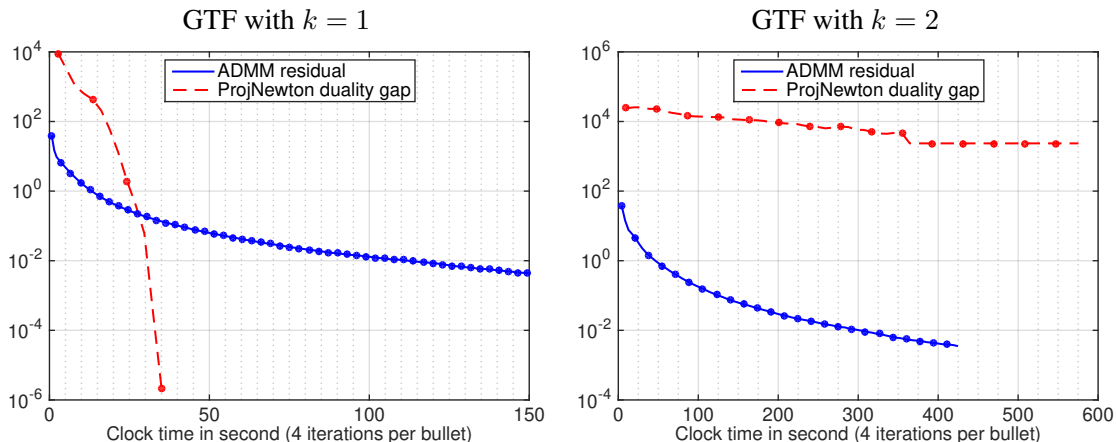 GTF with k = 1
10^4
10^2
10^0
10^-2
10^-4
10^-6
ADMM residual
ProjNewton duality gap
0 50 100 150
Clock time in second (4 iterations per bullet)
GTF with k = 2
10^6
10^4
10^2
10^0
10^-2
10^-4
ADMM residual
ProjNewton duality gap
0 100 200 300 400 500 600
Clock time in second (4 iterations per bullet)